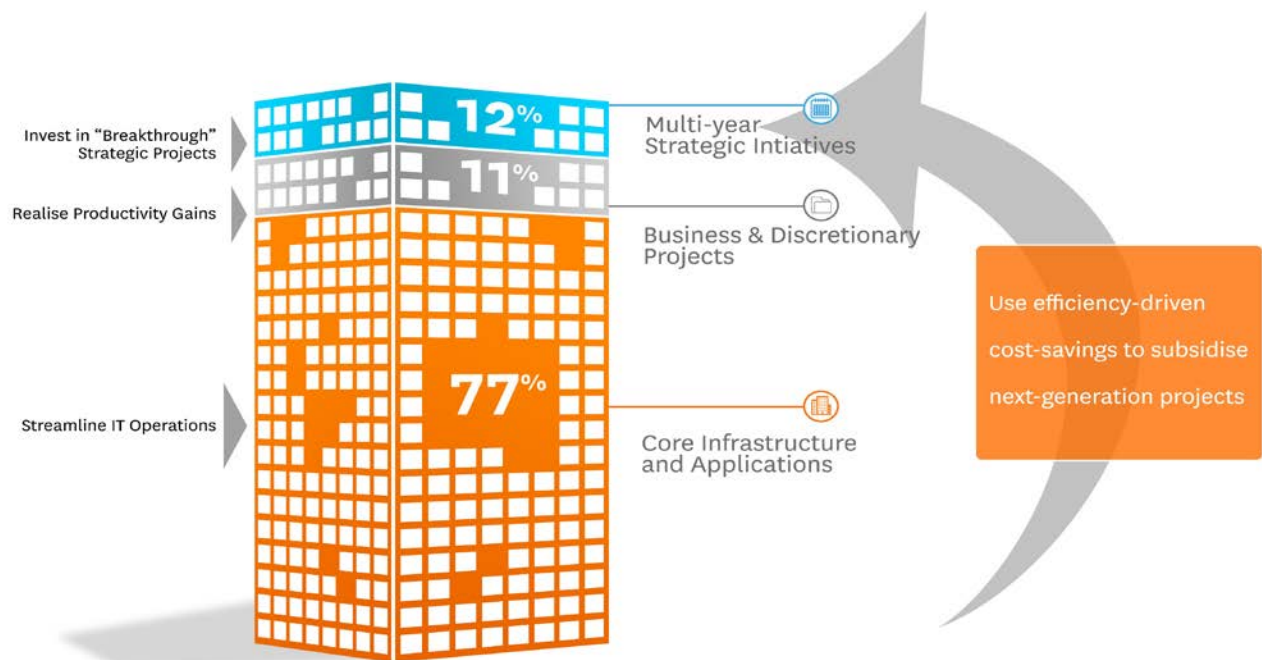 Invest in “Breakthrough”
Strategic Projects
Realise Productivity Gains
Streamline IT Operations
12%
11%
77%
Multi-year
Strategic Intiatives
Business & Discretionary
Projects
Core Infrastructure
and Applications
Use efficiency-driven
cost-savings to subsidise
next-generation projects